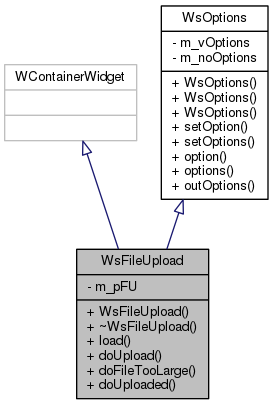 WsOptions
- m_vOptions
- m_noOptions
+ WsOptions()
+ WsOptions()
+ WsOptions()
+ setOption()
+ setOptions()
+ option()
+ options()
+ outOptions()
WContainerWidget
WsFileUpload
- m_pFU
+ WsFileUpload()
+ ~WsFileUpload()
+ load()
+ doUpload()
+ doFileTooLarge()
+ doUploaded()